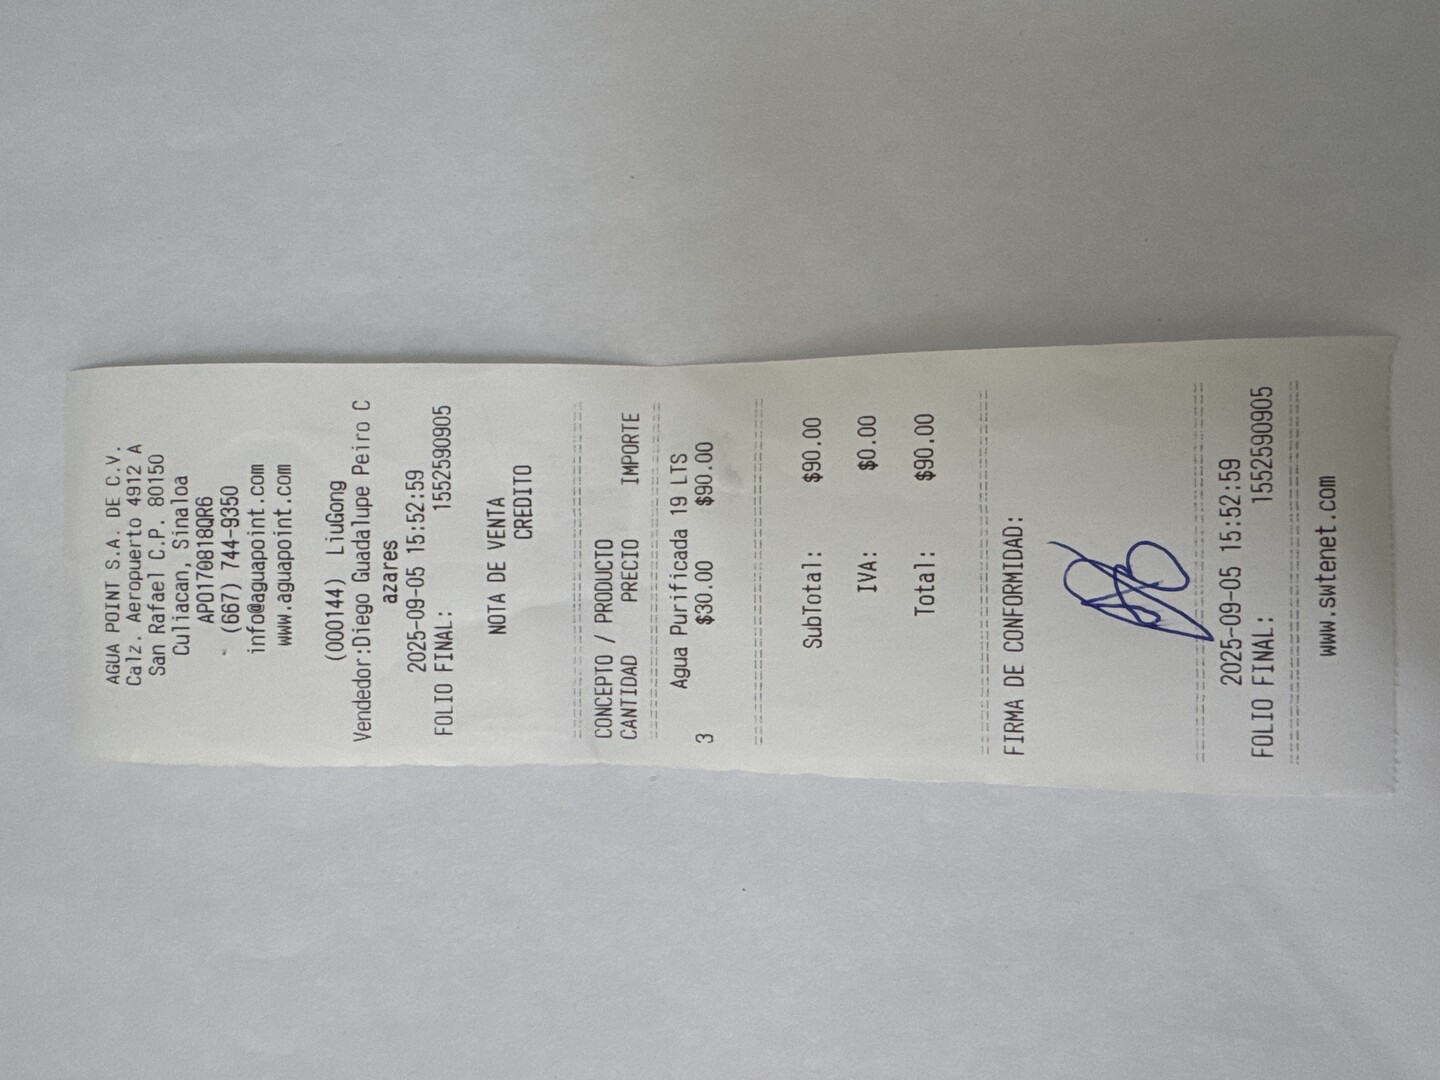 AGUA POINT S.A. DE C.V.
Calz. Aeropuerto 4912 A
San Rafael C.P. 80150
Culiacan, Sinaloa
APO170818QR6
(667) 744-9350
info@aguapoint.com
www.aguapoint.com
(000144) LiuGong
Vendedor:Diego Guadalupe Peiro C
azares
2025-09-05 15:52:59
FOLIO FINAL: 1552590905
NOTA DE VENTA
CREDITO
CONCEPTO / PRODUCTO
CANTIDAD PRECIO IMPORTE
Agua Purificada 19 LTS
3 $30.00 $90.00
SubTotal: $90.00
IVA: $0.00
Total: $90.00
FIRMA DE CONFORMIDAD:
2025-09-05 15:52:59
FOLIO FINAL: 1552590905
www.swtenet.com